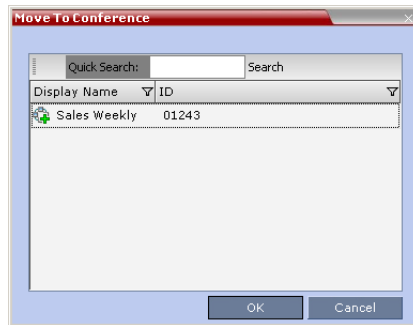 Move To Conference
Quick Search: Search
Display Name ID
Sales Weekly 01243
OK Cancel